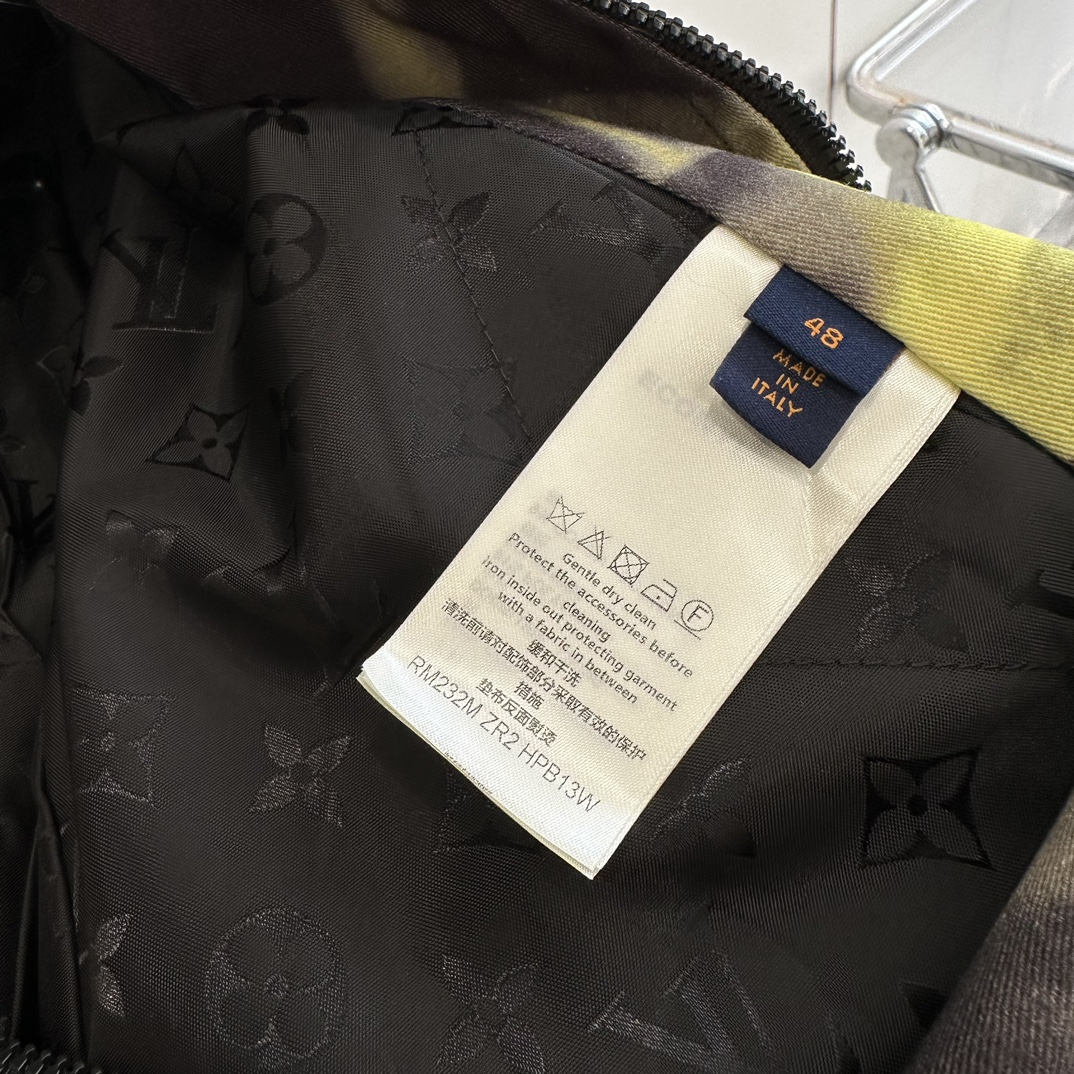 48
MADE
IN
ITALY
F
Gentle dry clean
Protect the accessories before
cleaning
Iron inside out protecting garment
with a fabric in between
缓和干洗
清洗前请对配饰部分采取有效的保护
措施
垫布反面熨烫
RM232M ZR2 HPB13W